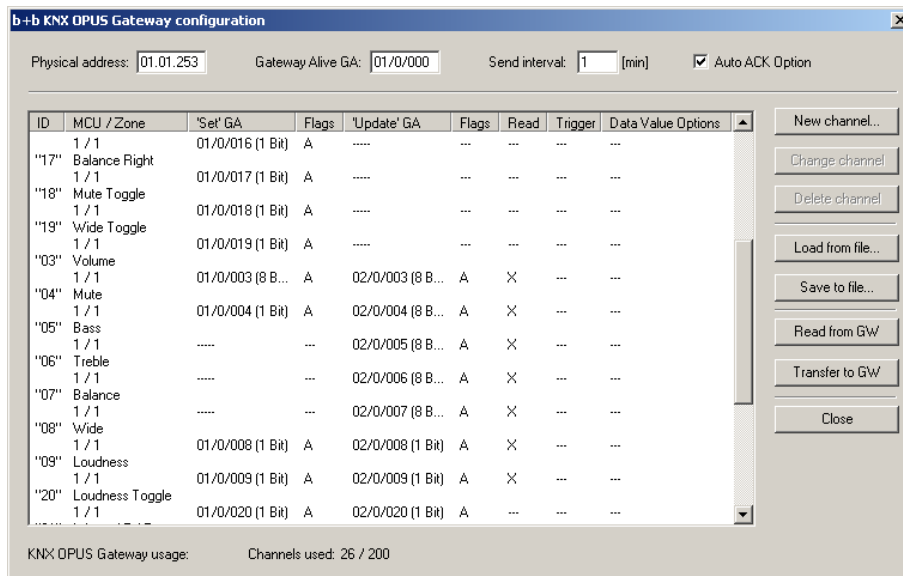 b+b KNX OPUS Gateway configuration
Physical address: 01.01.253 Gateway Alive GA: 01/0/000 Send interval: 1 [min] Auto ACK Option
ID MCU / Zone 'Set' GA Flags 'Update' GA Flags Read Trigger Data Value Options
1 / 1 01/0/016 (1 Bit) A ----- --- --- --- ---
"17" Balance Right
1 / 1 01/0/017 (1 Bit) A ----- --- --- --- ---
"18" Mute Toggle
1 / 1 01/0/018 (1 Bit) A ----- --- --- --- ---
"19" Wide Toggle
1 / 1 01/0/019 (1 Bit) A ----- --- --- --- ---
"03" Volume
1 / 1 01/0/003 (8 B... A 02/0/003 (8 B... A X --- ---
"04" Mute
1 / 1 01/0/004 (1 Bit) A 02/0/004 (8 B... A X --- ---
"05" Bass
1 / 1 ----- --- 02/0/005 (8 B... A X --- ---
"06" Treble
1 / 1 ----- --- 02/0/006 (8 B... A X --- ---
"07" Balance
1 / 1 ----- --- 02/0/007 (8 B... A X --- ---
"08" Wide
1 / 1 01/0/008 (1 Bit) A 02/0/008 (1 Bit) A X --- ---
"09" Loudness
1 / 1 01/0/009 (1 Bit) A 02/0/009 (1 Bit) A X --- ---
"20" Loudness Toggle
1 / 1 01/0/020 (1 Bit) A 02/0/020 (1 Bit) A --- --- ---
New channel...
Change channel
Delete channel
Load from file...
Save to file...
Read from GW
Transfer to GW
Close
KNX OPUS Gateway usage: Channels used: 26 / 200